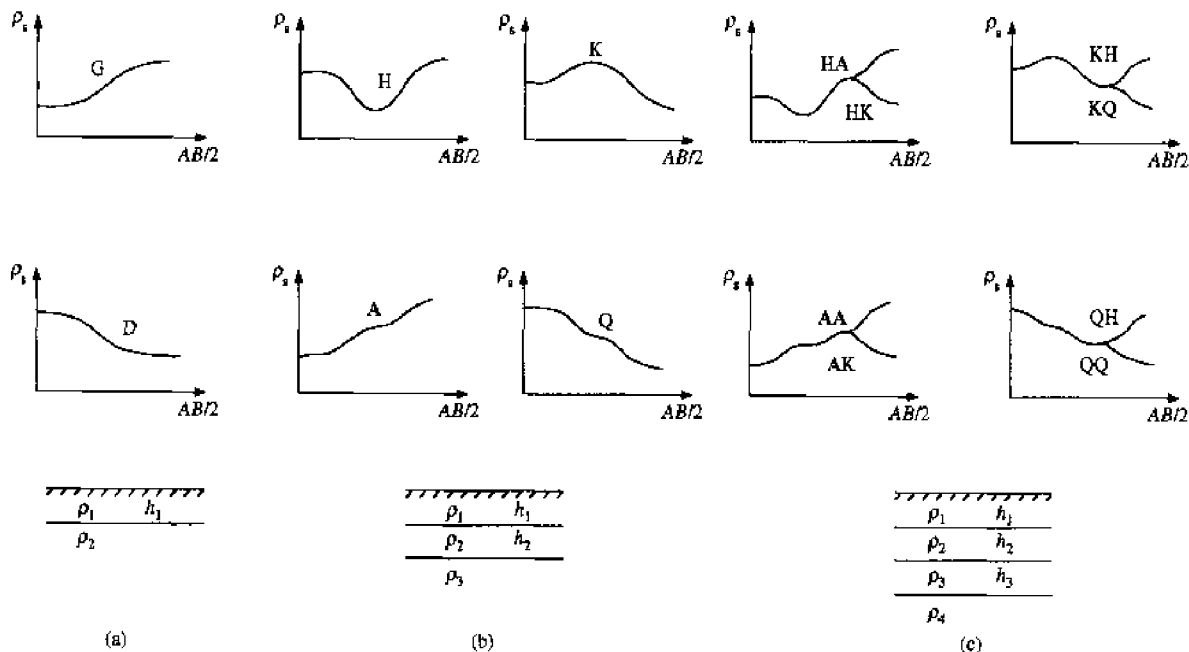 ρs
G
AB/2
ρs
H
AB/2
ρs
K
AB/2
ρs
HA
HK
AB/2
ρs
KH
KQ
AB/2
ρs
D
AB/2
ρs
A
AB/2
ρs
Q
AB/2
ρs
AA
AK
AB/2
ρs
QH
QQ
AB/2
ρ1 h1
ρ2
ρ1 h1
ρ2 h2
ρ3
ρ1 h1
ρ2 h2
ρ3 h3
ρ4
(a)
(b)
(c)